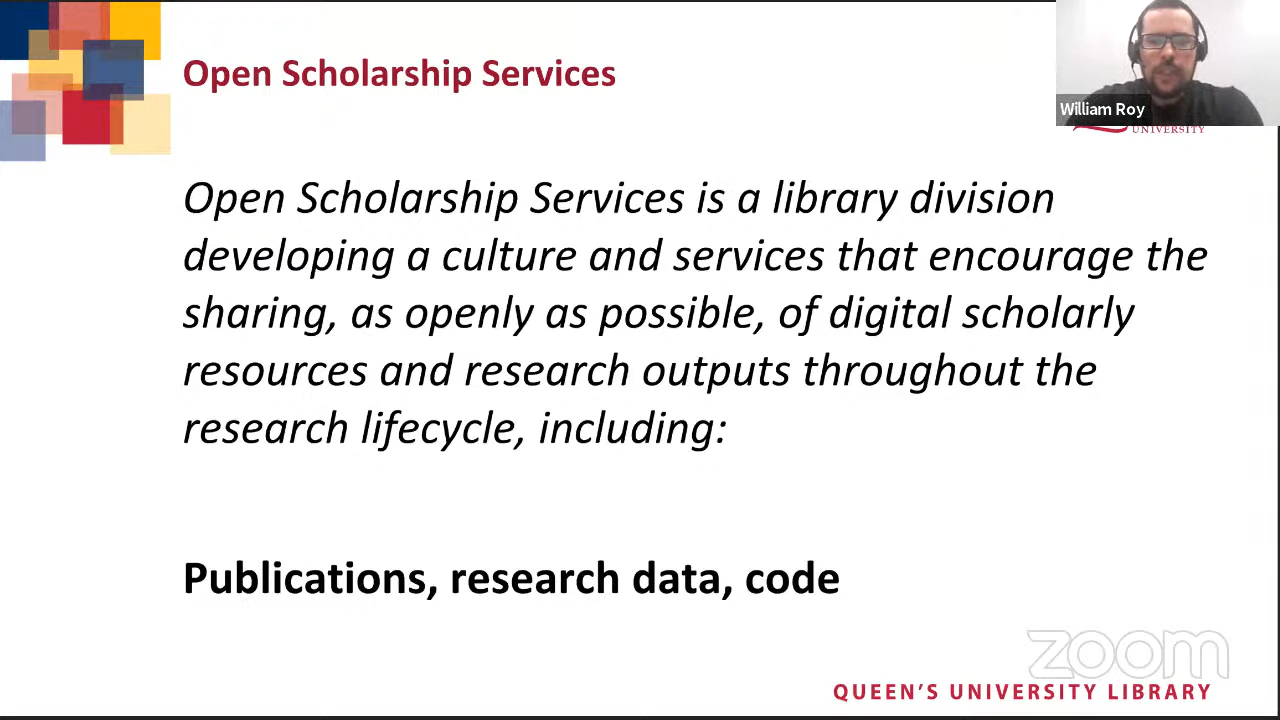 Open Scholarship Services
William Roy
UNIVERSITY
Open Scholarship Services is a library division
developing a culture and services that encourage the
sharing, as openly as possible, of digital scholarly
resources and research outputs throughout the
research lifecycle, including:
Publications, research data, code
zoom
QUEEN'S UNIVERSITY LIBRARY